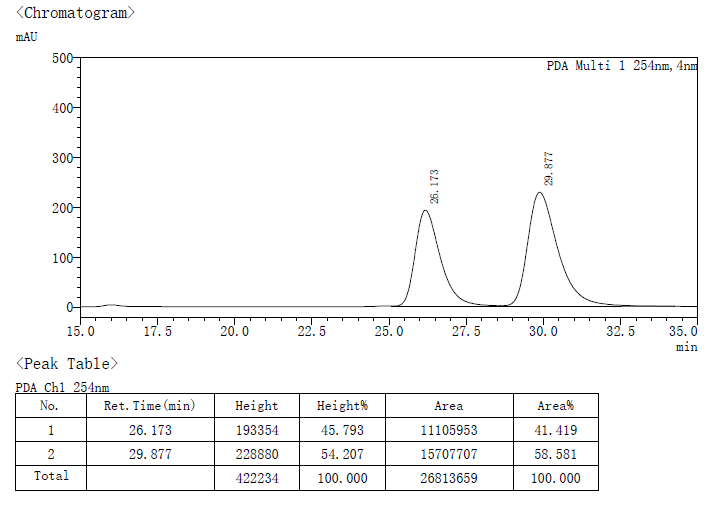 <Chromatogram>
mAU
PDA Multi 1 254nm,4nm
500
400
300
200
100
0
26.173
29.877
15.0 17.5 20.0 22.5 25.0 27.5 30.0 32.5 35.0
min
<Peak Table>
PDA Ch1 254nm
No. Ret.Time(min) Height Height% Area Area%
1 26.173 193354 45.793 11105953 41.419
2 29.877 228880 54.207 15707707 58.581
Total 422234 100.000 26813659 100.000